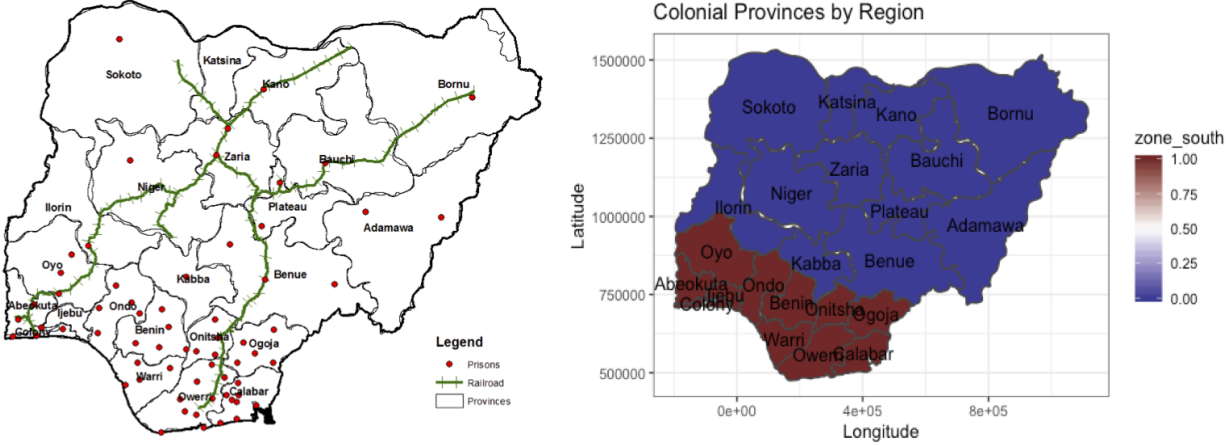 Sokoto
Katsina
Kano
Bornu
Zaria
Bauchi
Niger
Ilorin
Plateau
Adamawa
Oyo
Kabba
Benue
Abeokuta
Ijebu
Ondo
Colony
Benin
Onitsha
Ogoja
Warri
Owerri
Calabar
Legend
Prisons
Railroad
Provinces
Colonial Provinces by Region
1500000
1250000
1000000
750000
500000
Latitude
Sokoto
Katsina
Kano
Bornu
Zaria
Bauchi
Niger
Ilorin
Plateau
Adamawa
Oyo
Kabba
Benue
Abeokuta
Ijebu
Ondo
Colony
Benin
Onitsha
Ogoja
Warri
Owerri
Calabar
0e+00
4e+05
8e+05
Longitude
zone_south
1.00
0.75
0.50
0.25
0.00